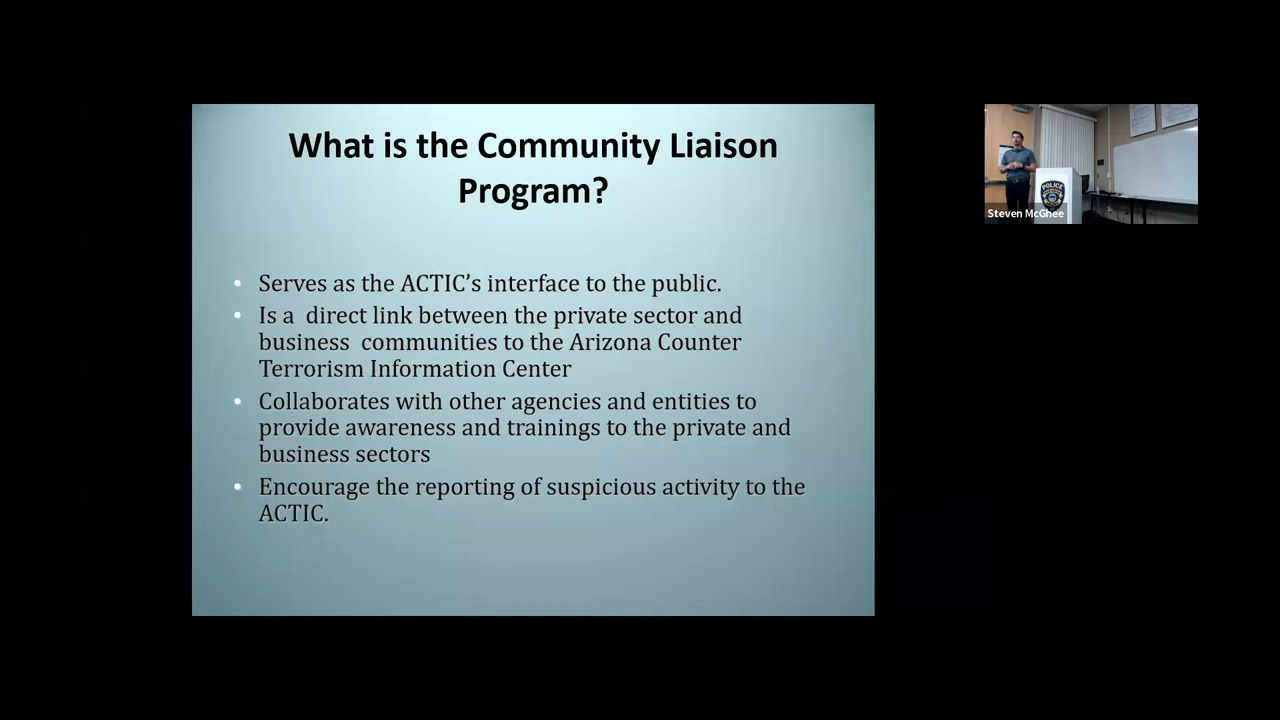 What is the Community Liaison
Program?
• Serves as the ACTIC’s interface to the public.
• Is a  direct link between the private sector and
business  communities to the Arizona Counter
Terrorism Information Center
• Collaborates with other agencies and entities to
provide awareness and trainings to the private and
business sectors
• Encourage the reporting of suspicious activity to the
ACTIC.
POLICE
Steven McGhee